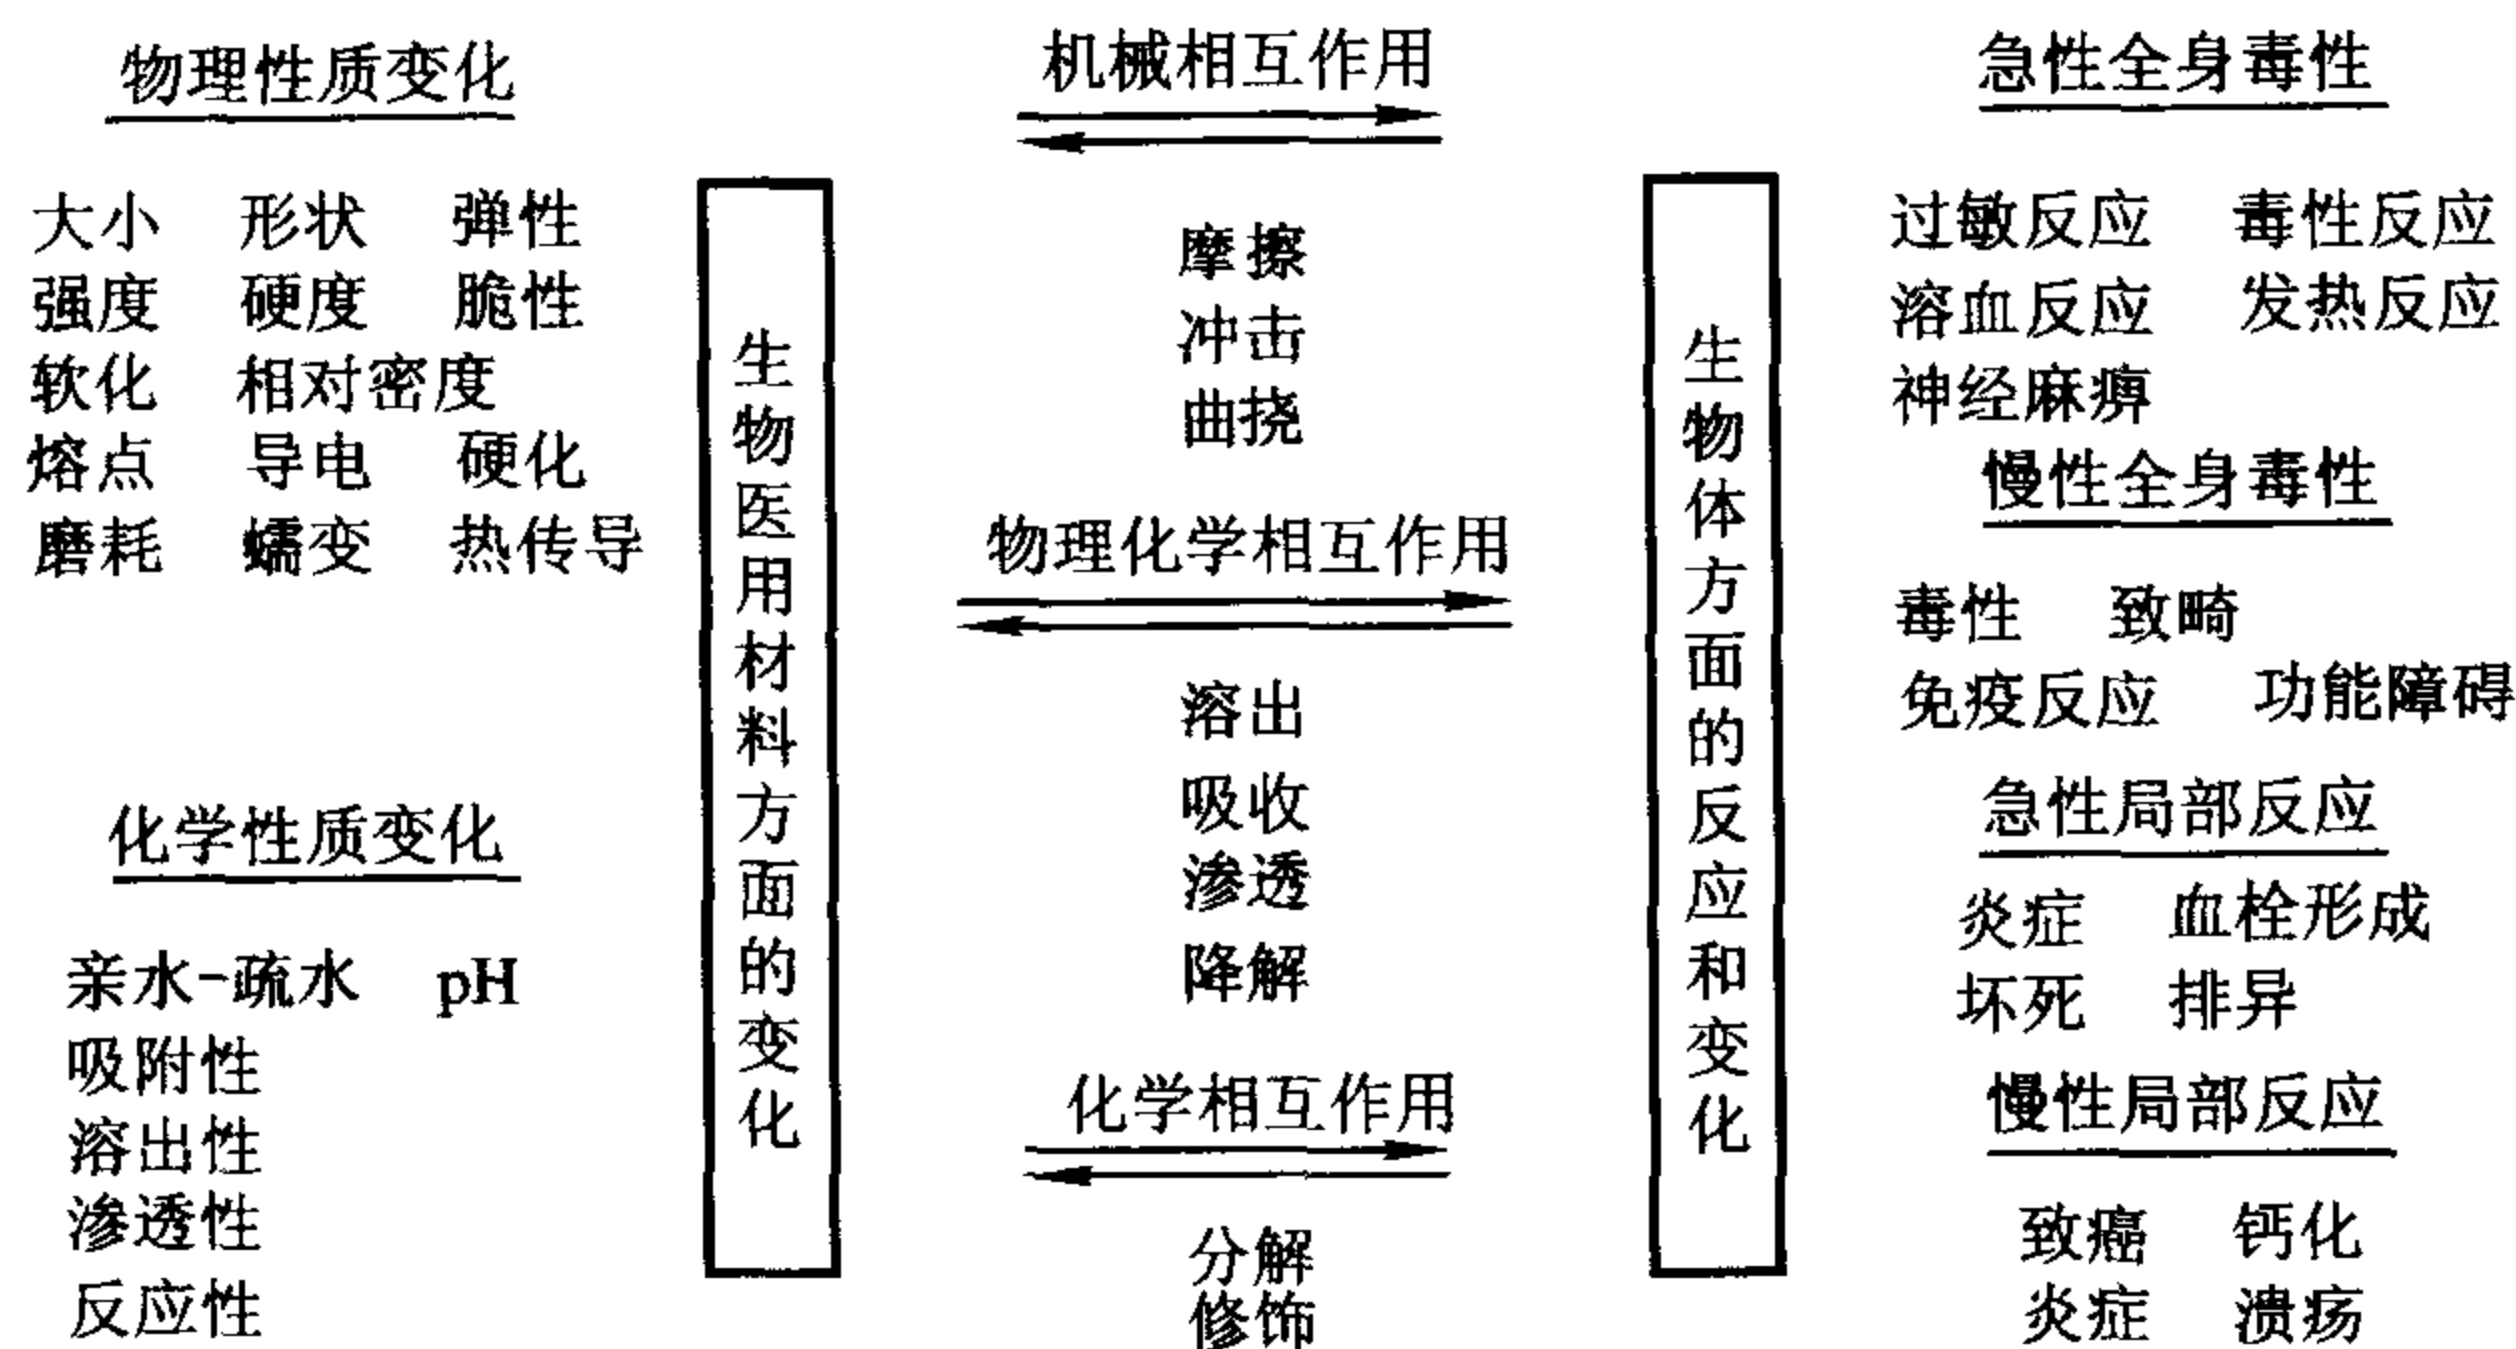 物理性质变化
大小 形状 弹性
强度 硬度 脆性
软化 相对密度
熔点 导电 硬化
磨耗 蠕变 热传导
化学性质变化
亲水-疏水 pH
吸附性
溶出性
渗透性
反应性
生物医用材料方面的变化
机械相互作用
摩擦
冲击
曲挠
物理化学相互作用
溶出
吸收
渗透
降解
化学相互作用
分解
修饰
生物体方面的反应和变化
急性全身毒性
过敏反应 毒性反应
溶血反应 发热反应
神经麻痹
慢性全身毒性
毒性 致畸
免疫反应 功能障碍
急性局部反应
炎症 血栓形成
坏死 排异
慢性局部反应
致癌 钙化
炎症 溃疡